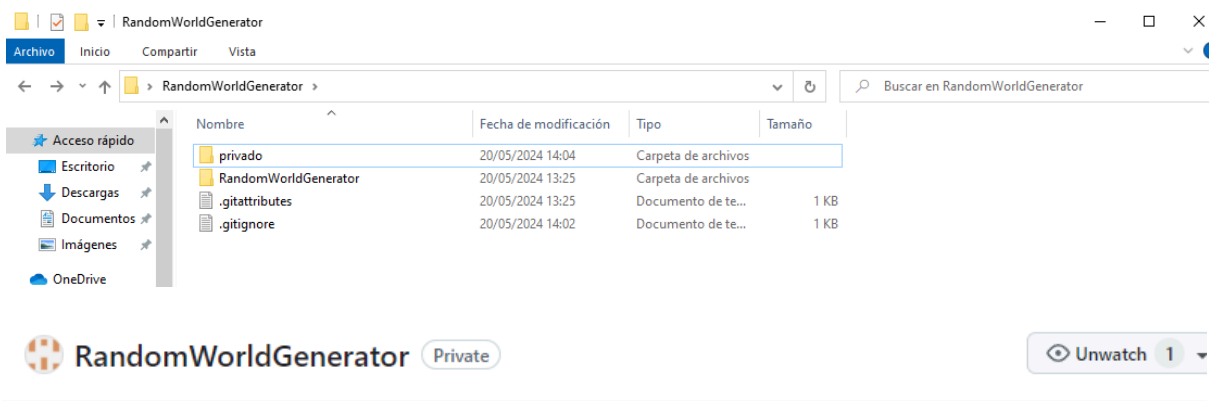 RandomWorldGenerator
Archivo Inicio Compartir Vista
RandomWorldGenerator
Buscar en RandomWorldGenerator
Nombre Fecha de modificación Tipo Tamaño
Acceso rápido
Escritorio
Descargas
Documentos
Imágenes
OneDrive
privado 20/05/2024 14:04 Carpeta de archivos
RandomWorldGenerator 20/05/2024 13:25 Carpeta de archivos
.gitattributes 20/05/2024 13:25 Documento de te... 1 KB
.gitignore 20/05/2024 14:02 Documento de te... 1 KB
RandomWorldGenerator Private
Unwatch 1